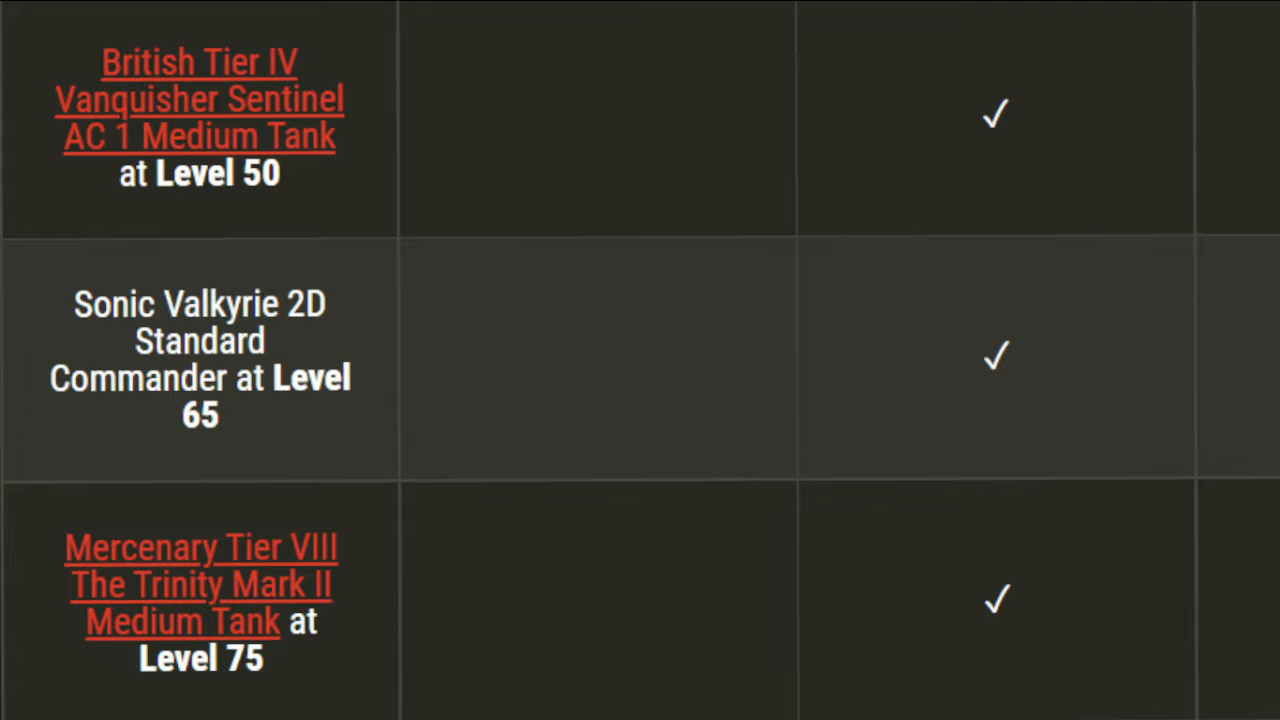 British Tier IV
Vanquisher Sentinel
AC 1 Medium Tank
at Level 50
✓
Sonic Valkyrie 2D
Standard
Commander at Level
65
✓
Mercenary Tier VIII
The Trinity Mark II
Medium Tank at
Level 75
✓